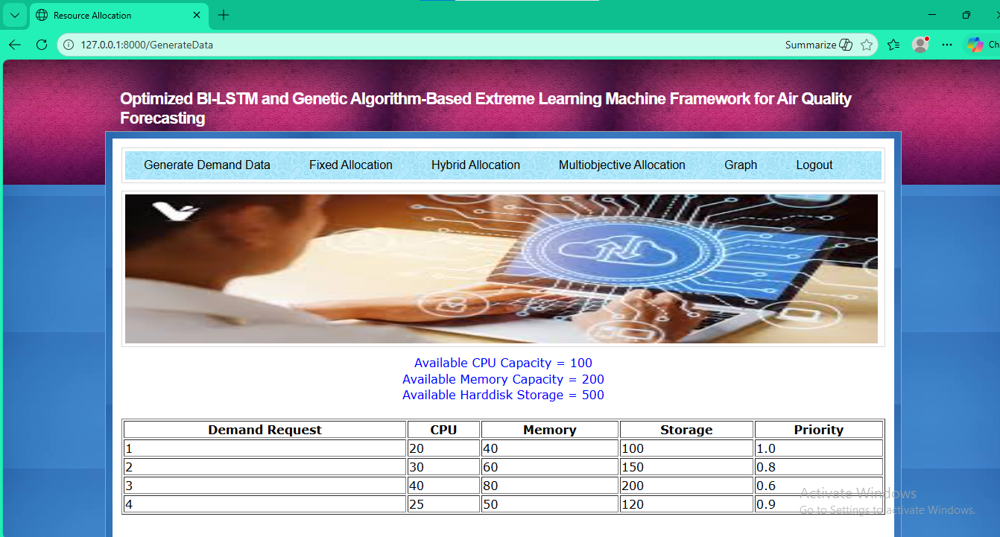 Resource Allocation
127.0.0.1:8000/GenerateData
Summarize
Ch
Optimized BI-LSTM and Genetic Algorithm-Based Extreme Learning Machine Framework for Air Quality
Forecasting
Generate Demand Data Fixed Allocation Hybrid Allocation Multiobjective Allocation Graph Logout
Available CPU Capacity = 100
Available Memory Capacity = 200
Available Harddisk Storage = 500
Demand Request CPU Memory Storage Priority
1 20 40 100 1.0
2 30 60 150 0.8
3 40 80 200 0.6
4 25 50 120 0.9
Activate Windows
Go to Settings to activate Windows.